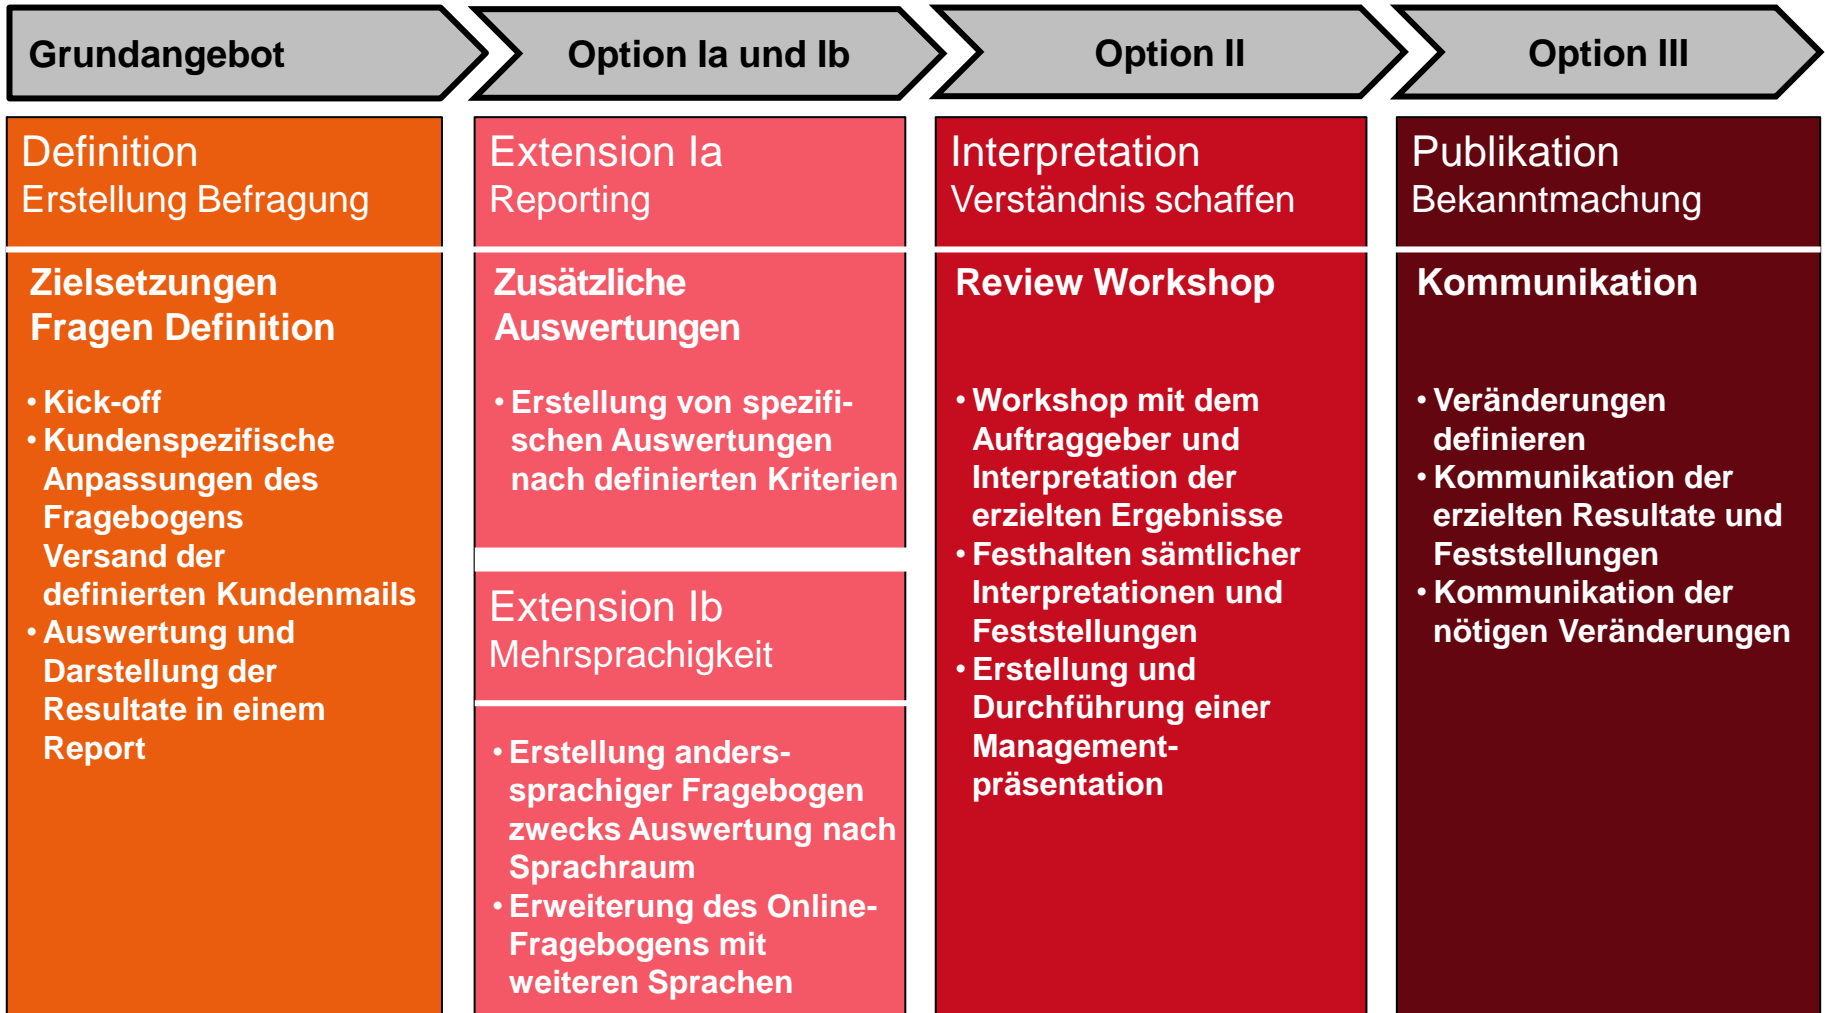 Grundangebot
Option Ia und Ib
Option II
Option III
Definition
Erstellung Befragung
Zielsetzungen
Fragen Definition
• Kick-off
• Kundenspezifische
Anpassungen des
Fragebogens
Versand der
definierten Kundenmails
• Auswertung und
Darstellung der
Resultate in einem
Report
Extension Ia
Reporting
Zusätzliche
Auswertungen
• Erstellung von spezifi-
schen Auswertungen
nach definierten Kriterien
Extension Ib
Mehrsprachigkeit
• Erstellung anders-
sprachiger Fragebogen
zwecks Auswertung nach
Sprachraum
• Erweiterung des Online-
Fragebogens mit
weiteren Sprachen
Interpretation
Verständnis schaffen
Review Workshop
• Workshop mit dem
Auftraggeber und
Interpretation der
erzielten Ergebnisse
• Festhalten sämtlicher
Interpretationen und
Feststellungen
• Erstellung und
Durchführung einer
Management-
präsentation
Publikation
Bekanntmachung
Kommunikation
• Veränderungen
definieren
• Kommunikation der
erzielten Resultate und
Feststellungen
• Kommunikation der
nötigen Veränderungen